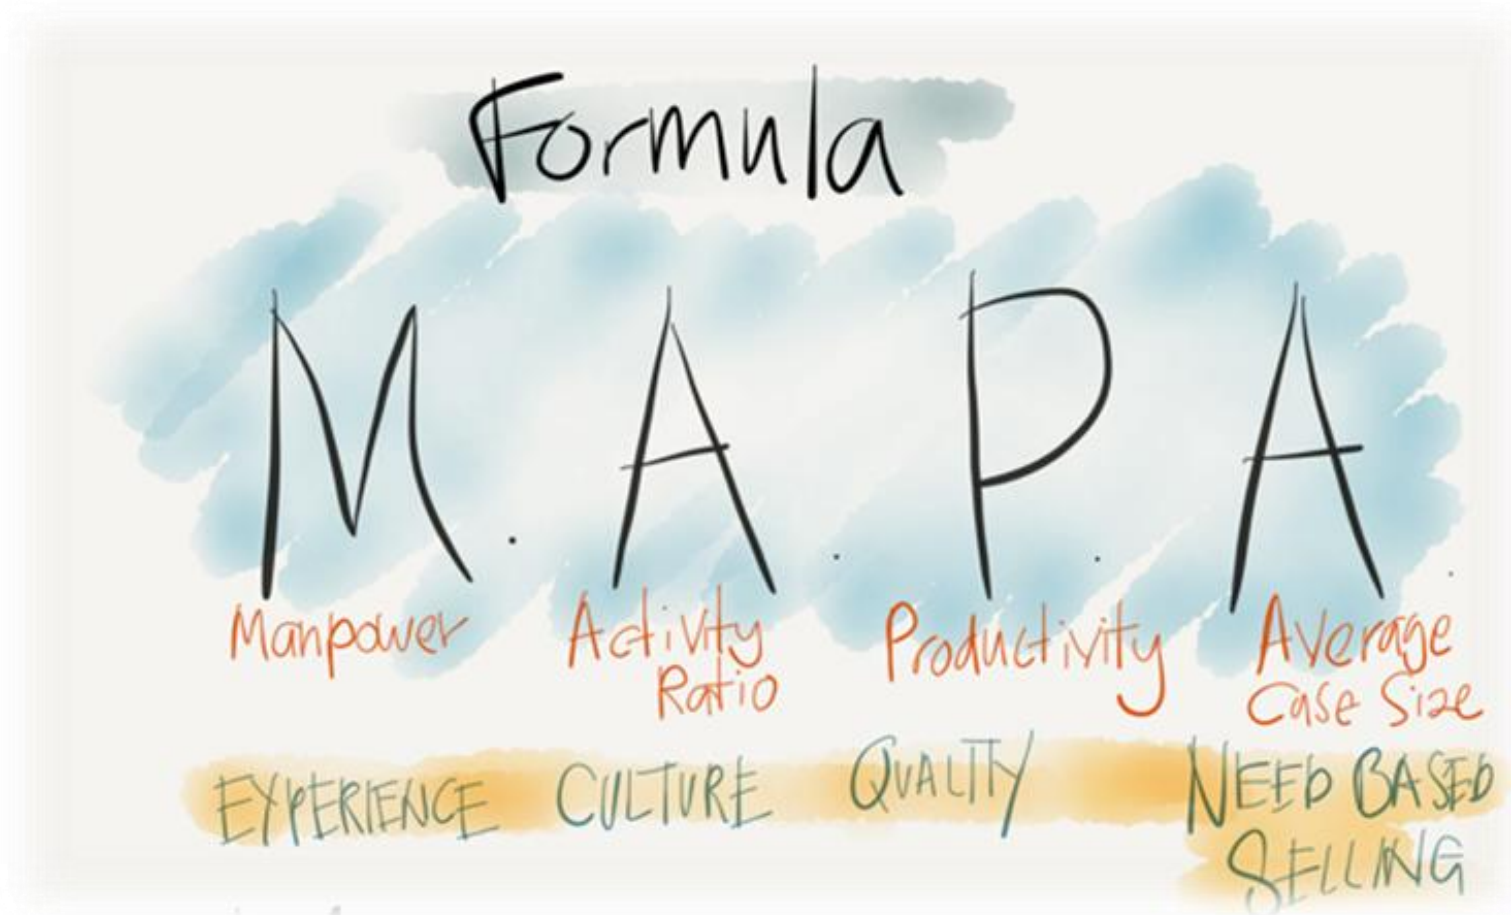 Formula
M. A. P. A.
Manpower Activity Productivity Average
Ratio Case Size
EXPERIENCE CULTURE QUALITY NEED BASED
SELLING